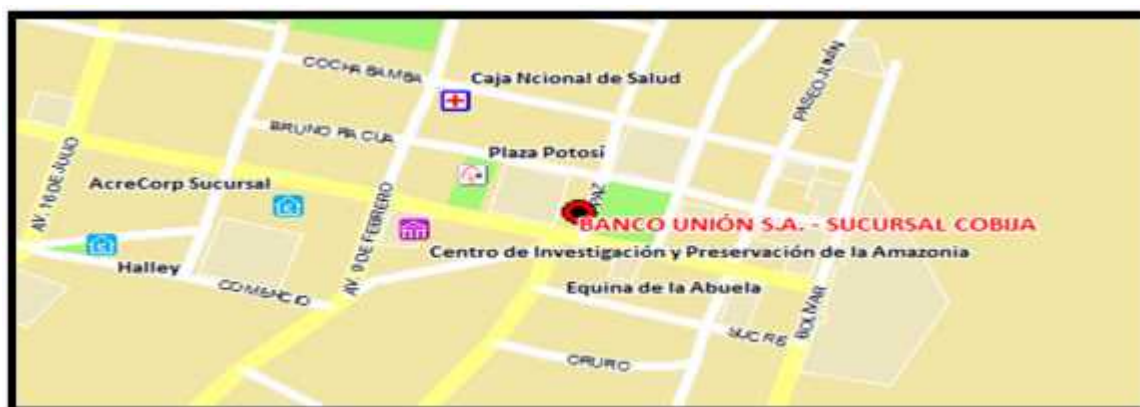 COCHABAMBA
Caja Ncional de Salud
PASEO JUNÍN
BRUNO RACUA
Plaza Potosí
AV. 16 DE JULIO
AcreCorp Sucursal
AV. 9 DE FEBRERO
BANCO UNIÓN S.A. - SUCURSAL COBIJA
Centro de Investigación y Preservación de la Amazonia
Halley
COMERCIO
Equina de la Abuela
BOLIVAR
SUCRE
ORURO